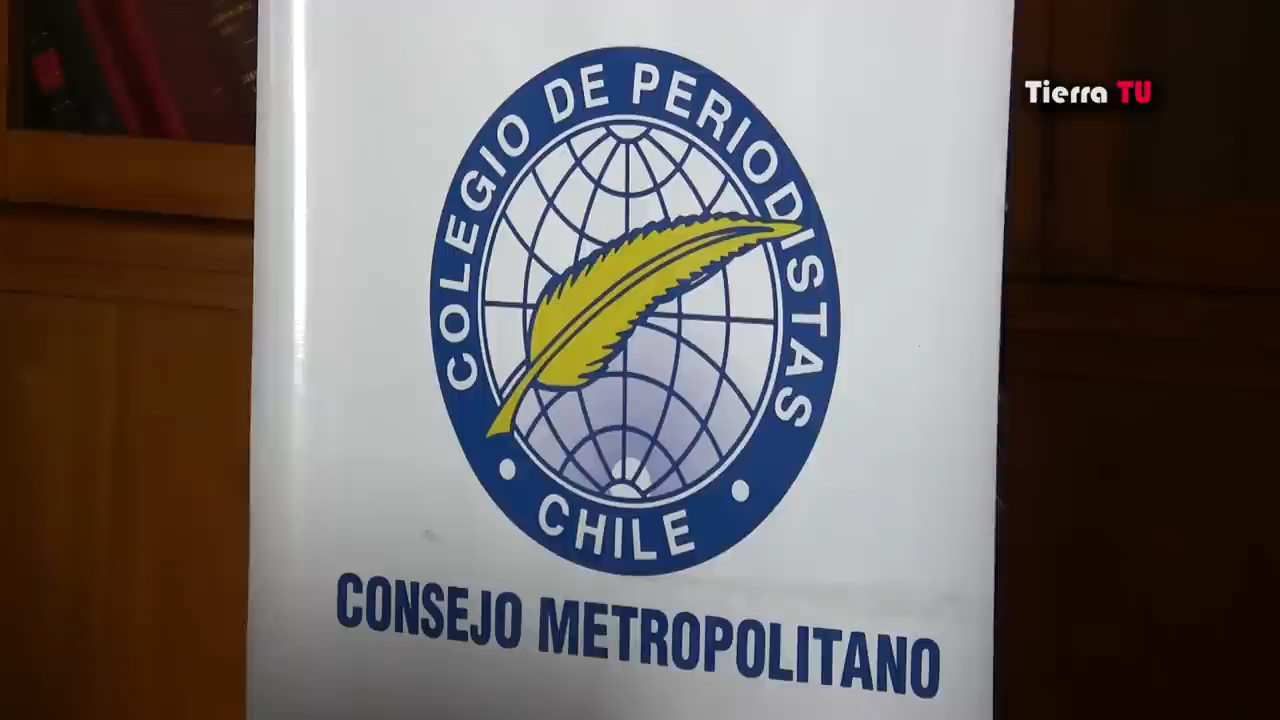 Tierra TU
COLEGIO DE PERIODISTAS
CHILE
CONSEJO METROPOLITANO